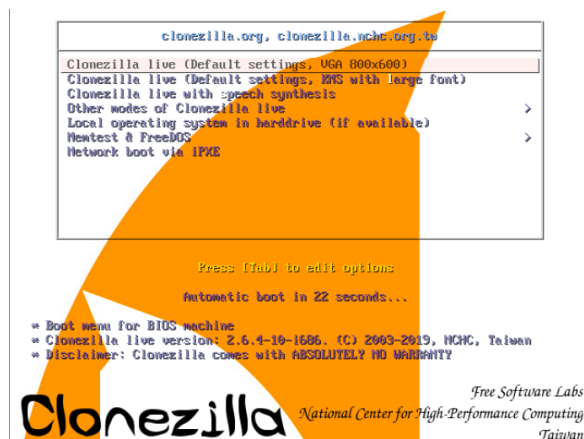 clonezilla.org, clonezilla.nchc.org.tw
Clonezilla live (Default settings, VGA 800x600)
Clonezilla live (Default settings, KMS with large font)
Clonezilla live with speech synthesis
Other modes of Clonezilla live >
Local operating system in harddrive (if available)
Memtest & FreeDOS >
Network boot via iPXE
Press [Tab] to edit options
Automatic boot in 22 seconds...
* Boot menu for BIOS machine
* Clonezilla live version: 2.6.4-10-i686. (C) 2003-2019, NCHC, Taiwan
* Disclaimer: Clonezilla comes with ABSOLUTELY NO WARRANTY
Free Software Labs
Clonezilla National Center for High-Performance Computing
Taiwan